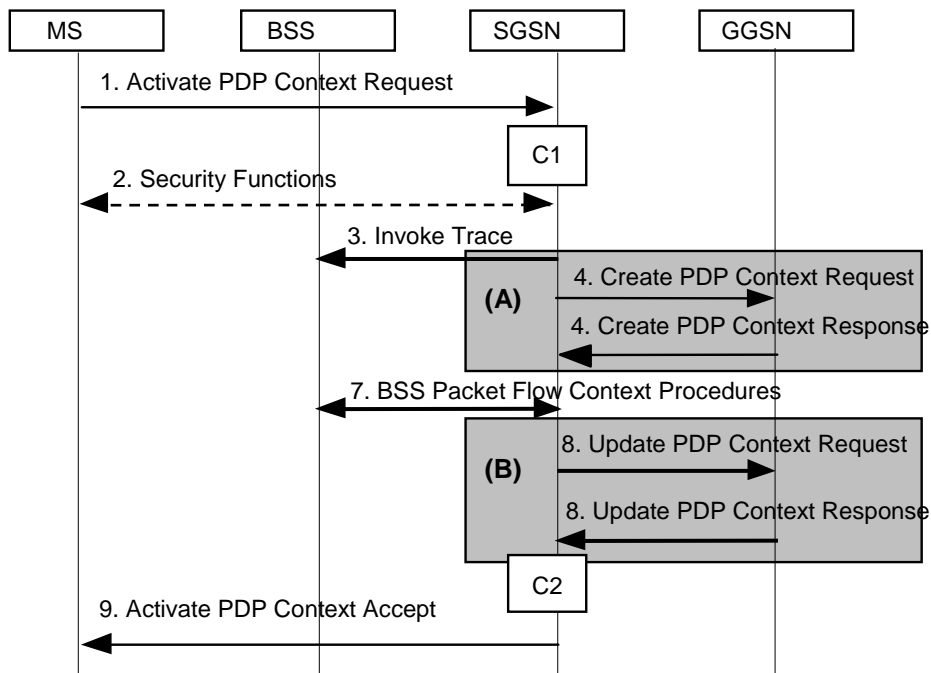 MS
BSS
SGSN
GGSN
1. Activate PDP Context Request
C1
2. Security Functions
3. Invoke Trace
(A)
4. Create PDP Context Request
4. Create PDP Context Response
7. BSS Packet Flow Context Procedures
(B)
8. Update PDP Context Request
8. Update PDP Context Response
C2
9. Activate PDP Context Accept